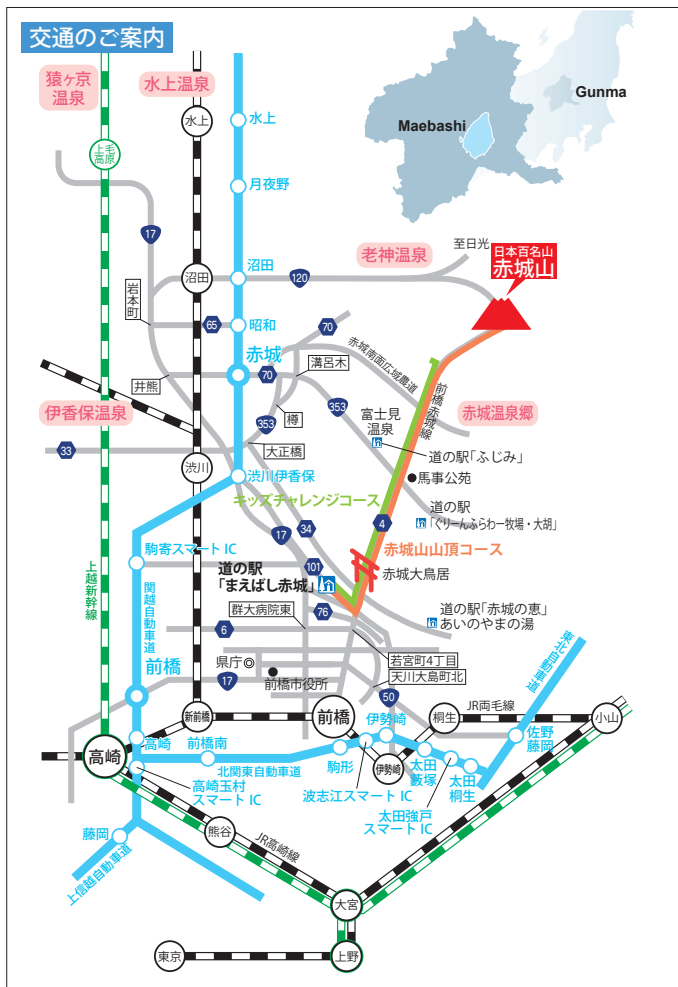 交通のご案内
猿ヶ京
温泉
水上温泉
Gunma
Maebashi
水上
水上
上毛
高原
月夜野
17
老神温泉
至日光
日本百名山
赤城山
沼田
沼田
120
岩本町
65
昭和
70
赤城
溝呂木
赤城南面広域農道
井熊
70
前橋赤城線
353
353
樽
伊香保温泉
富士見
温泉
赤城温泉郷
33
大正橋
道の駅「ふじみ」
渋川
渋川伊香保
馬事公苑
キッズチャレンジコース
道の駅
「ぐりーんふらわー牧場・大胡」
4
34
17
赤城山山頂コース
駒寄スマート IC
上越新幹線
関越自動車道
101
道の駅
「まえばし赤城」
赤城大鳥居
群大病院東
76
道の駅「赤城の恵」
あいのやまの湯
6
若宮町4丁目
東北自動車道
前橋
県庁
天川大島町北
17
前橋市役所
50
新前橋
前橋
伊勢崎
桐生
JR両毛線
小山
高崎
高崎
前橋南
佐野
藤岡
北関東自動車道
駒形
伊勢崎
太田
藪塚
太田
桐生
高崎玉村
スマート IC
波志江スマート IC
太田強戸
スマート IC
藤岡
熊谷
JR高崎線
上信越自動車道
大宮
東京
上野